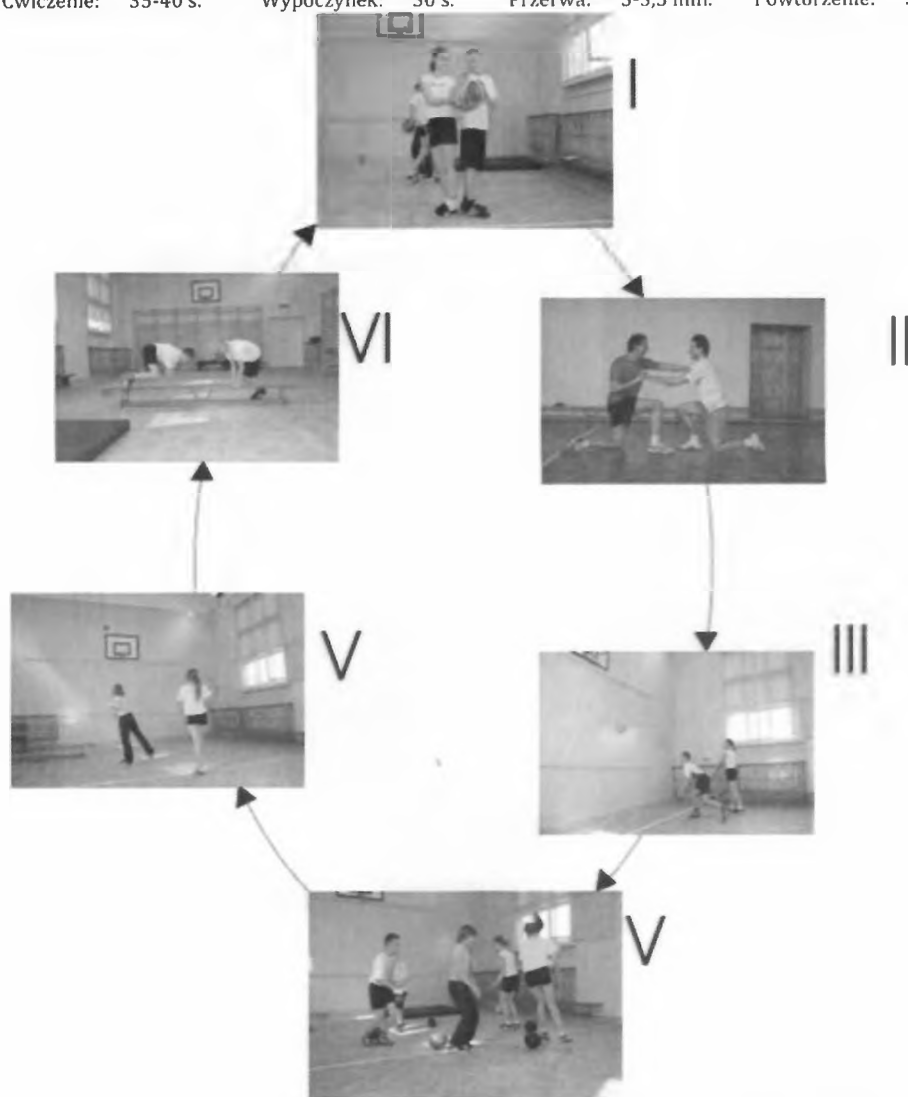 Ćwiczenie: 35-40 s. Wypoczynek: 30 s. Przerwa: 3-3,5 min. Powtórzenie:
I
VI
II
V
III
V